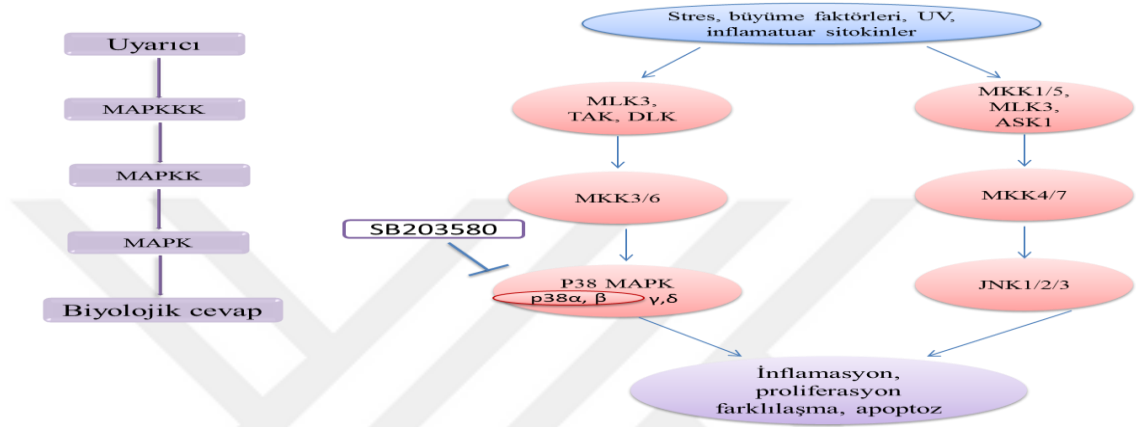 Uyarıcı
MAPKKK
MAPKK
MAPK
Biyolojik cevap
Stres, büyüme faktörleri, UV,
inflamatuar sitokinler
MLK3,
TAK, DLK
MKK1/5,
MLK3,
ASK1
MKK3/6
MKK4/7
SB203580
P38 MAPK
p38α, β γ,δ
JNK1/2/3
İnflamasyon,
proliferasyon
farklılaşma, apoptoz